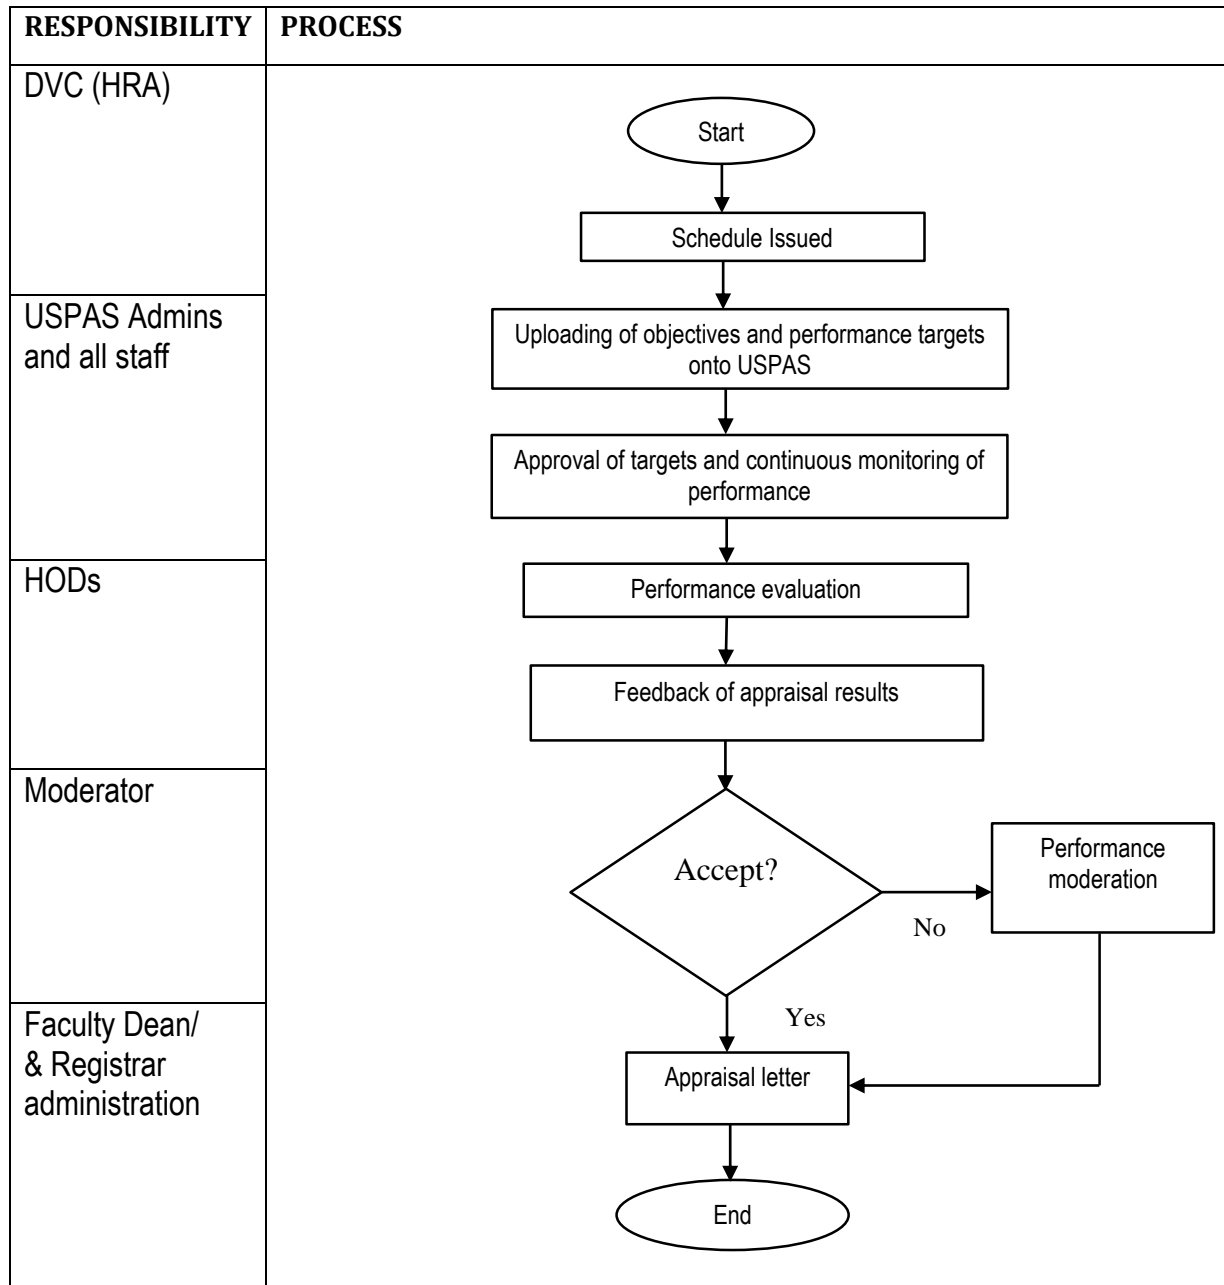 RESPONSIBILITY
PROCESS
DVC (HRA)
Start
Schedule Issued
USPAS Admins
and all staff
Uploading of objectives and performance targets
onto USPAS
Approval of targets and continuous monitoring of
performance
HODs
Performance evaluation
Feedback of appraisal results
Moderator
Accept?
Performance
moderation
No
Yes
Faculty Dean/
& Registrar
administration
Appraisal letter
End